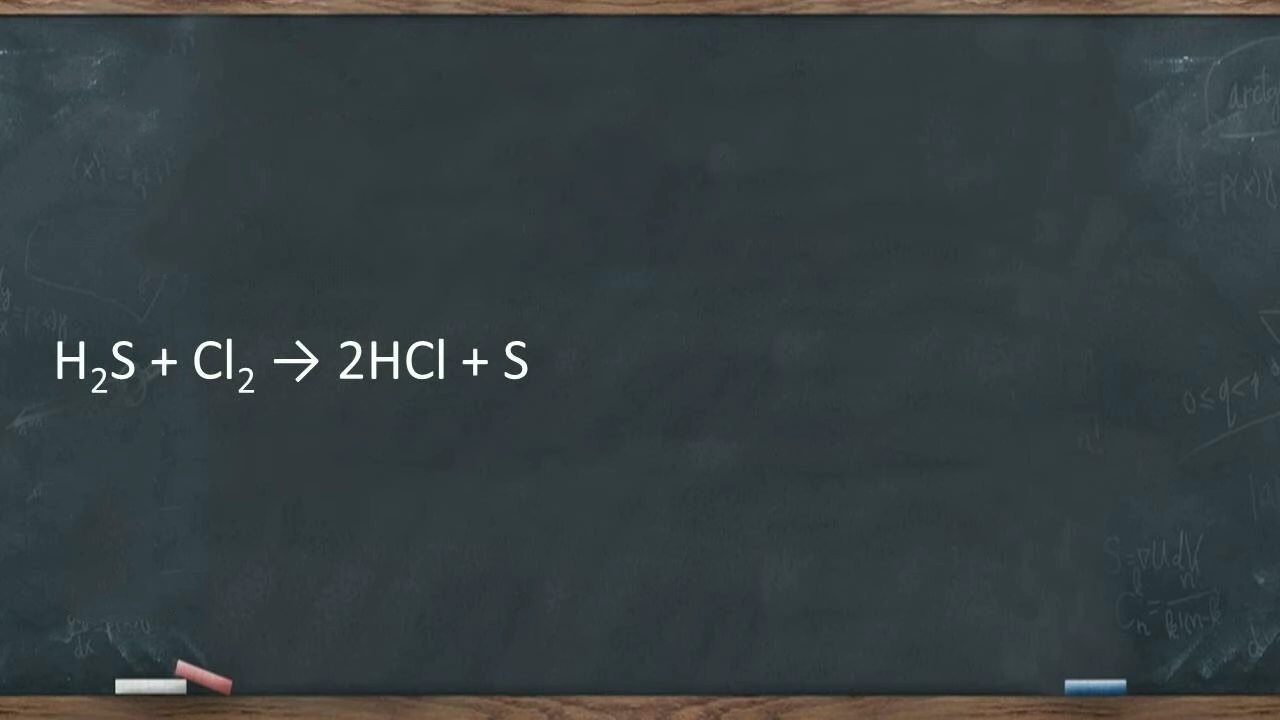 H₂S + Cl₂ → 2HCl + S